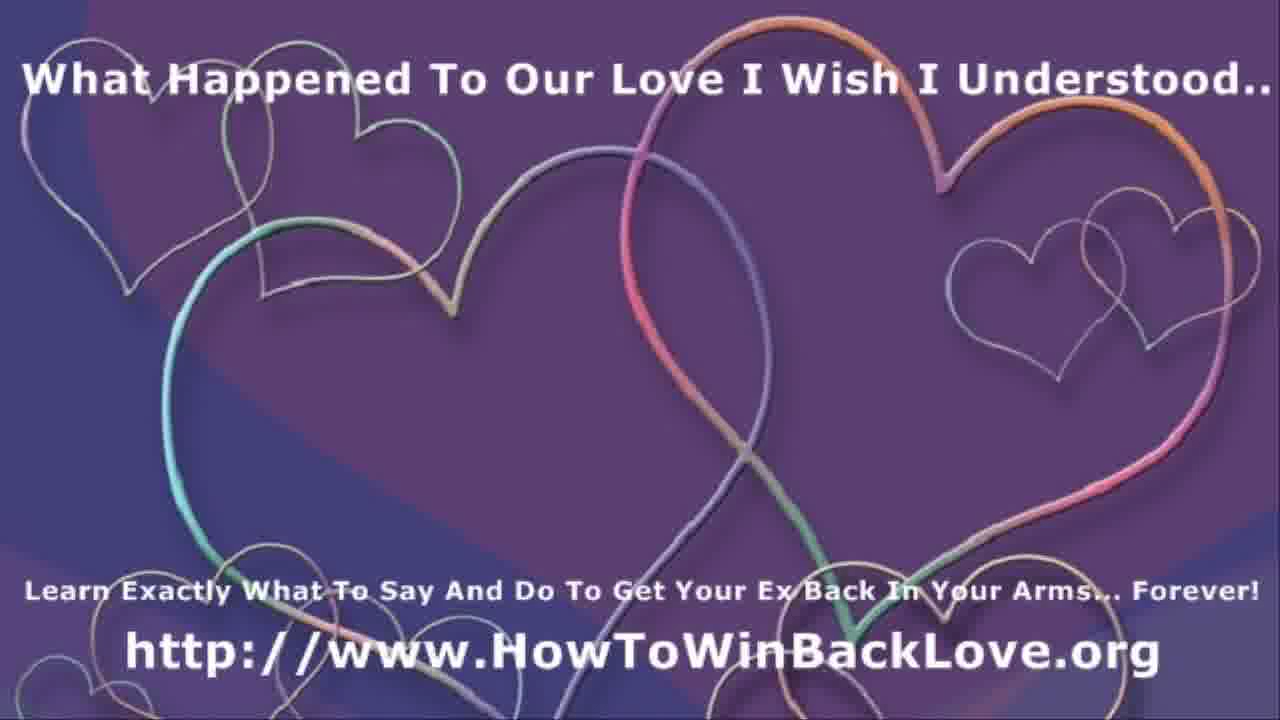 What Happened To Our Love I Wish I Understood..
Learn Exactly What To Say And Do To Get Your Ex Back In Your Arms... Forever!
http://www.HowToWinBackLove.org